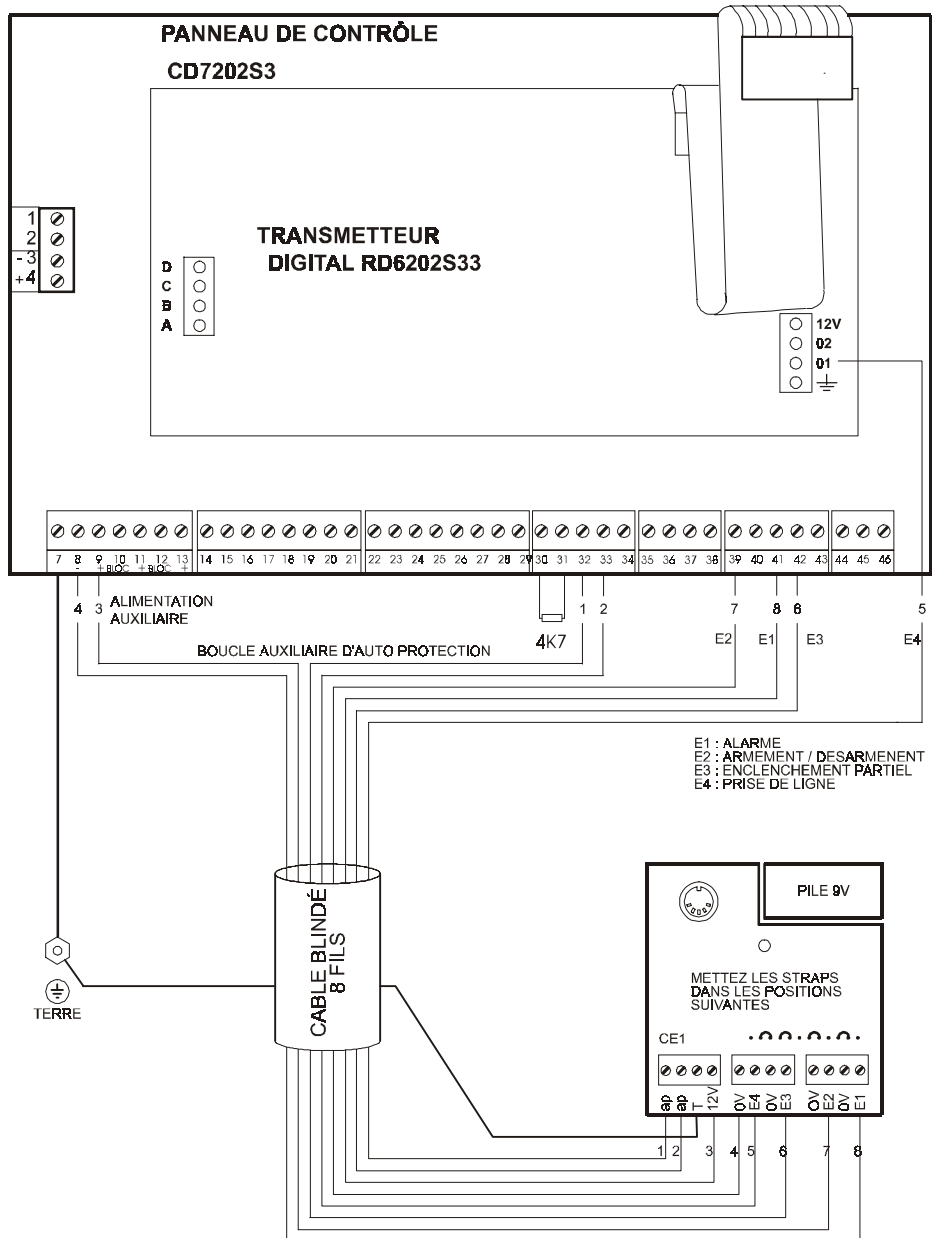 PANNEAU DE CONTRÔLE
CD7202S3
TRANSMETTEUR
DIGITAL RD6202S33
1
2
- 3
+ 4
D
C
B
A
12V
02
01
7 8 9 10 11 12 13 14 15 16 17 18 19 20 21 22 23 24 25 26 27 28 29 30 31 32 33 34 35 36 37 38 39 40 41 42 43 44 45 46
- + BLOC + BLOC +
4 3 ALIMENTATION
AUXILIAIRE
4K7
1 2
7 8 6 5
E2 E1 E3 E4
BOUCLE AUXILIAIRE D'AUTO PROTECTION
E1 : ALARME
E2 : ARMEMENT / DESARMENENT
E3 : ENCLENCHEMENT PARTIEL
E4 : PRISE DE LIGNE
CABLE BLINDÉ
8 FILS
TERRE
PILE 9V
METTEZ LES STRAPS
DANS LES POSITIONS
SUIVANTES
CE1
ap ap T 12V 0V E4 0V E3 0V E2 0V E1
1 2 3 4 5 6 7 8